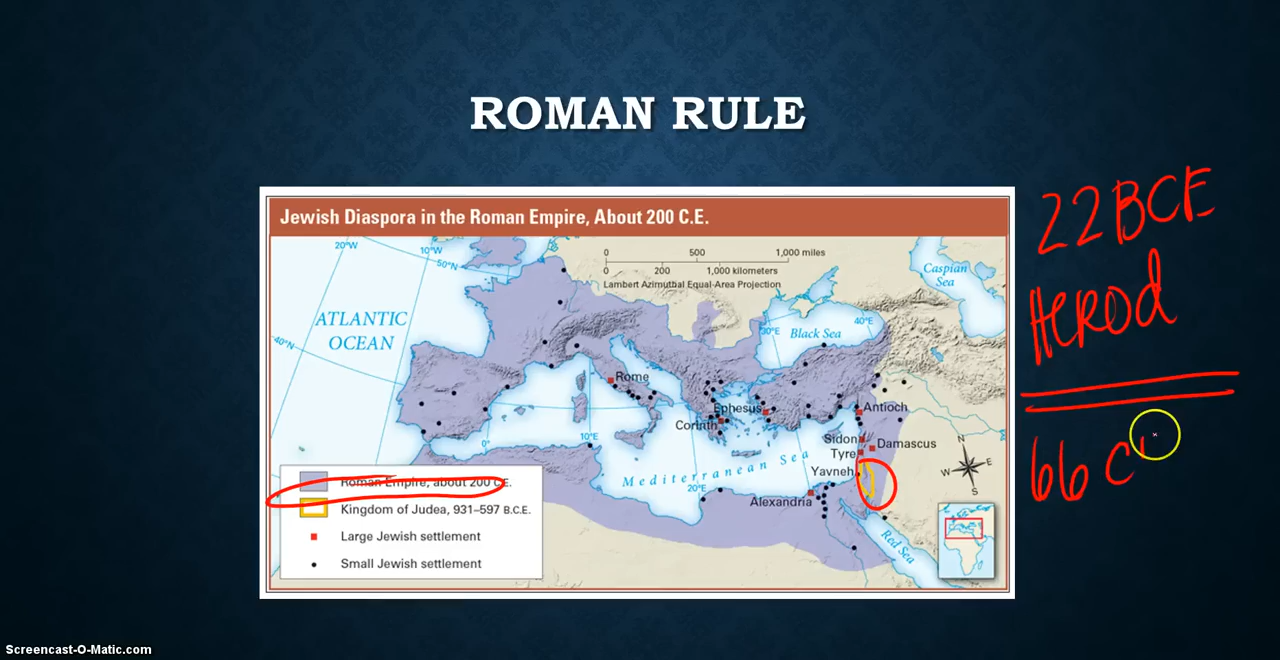 ROMAN RULE
Jewish Diaspora in the Roman Empire, About 200 C.E.
20°W
10°W
50°N
0
500
1,000 miles
0
200
1,000 kilometers
Lambert Azimuthal Equal-Area Projection
Caspian
Sea
ATLANTIC
OCEAN
40°N
30°E
Black Sea
40°E
Rome
Ephesus
Corinth
Antioch
Sidon
Damascus
Tyre
Yavneh
0°
10°E
Mediterranean Sea
20°E
Alexandria
Red Sea
N
W
E
S
Roman Empire, about 200 C.E.
Kingdom of Judea, 931–597 B.C.E.
Large Jewish settlement
Small Jewish settlement
22 BCE
HEROD
66 C
Screencast-O-Matic.com